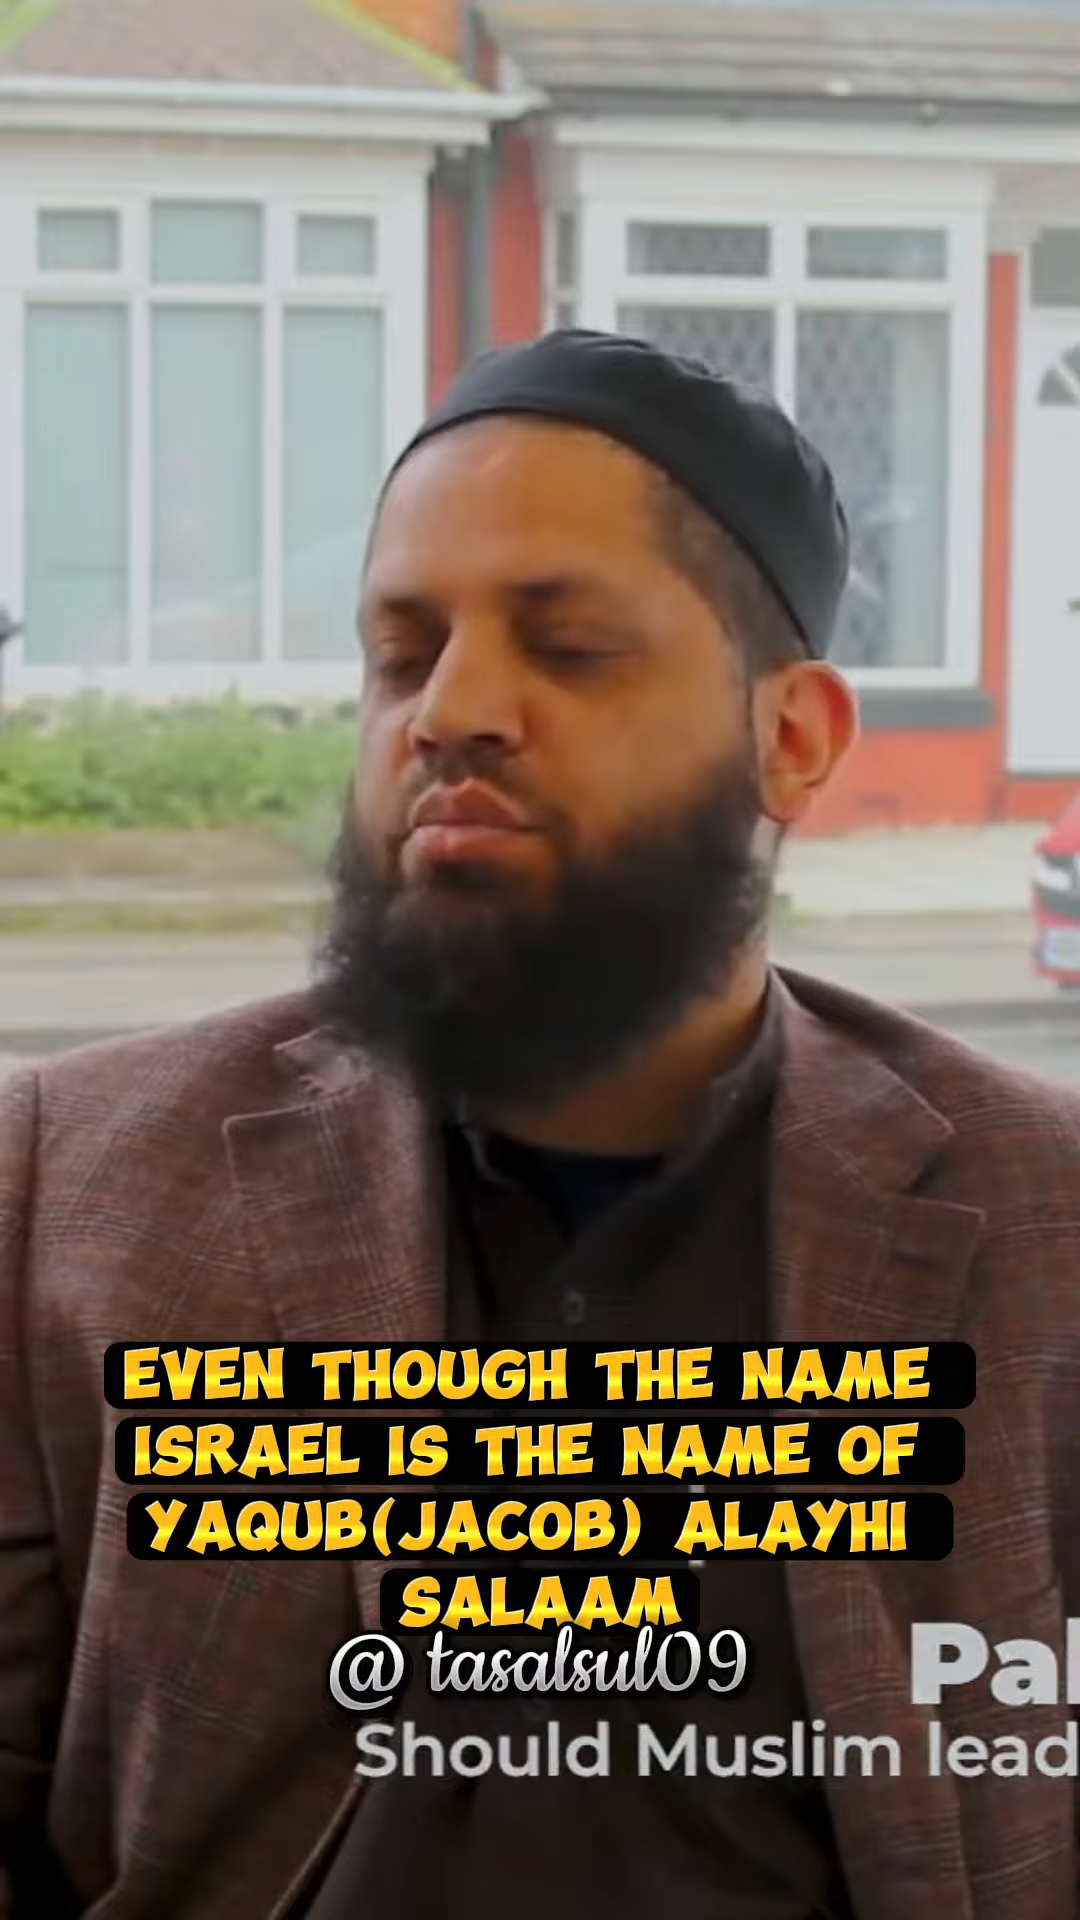 EVEN THOUGH THE NAME
ISRAEL IS THE NAME OF
YAQUB(JACOB) ALAYHI
SALAAM
@tasalsul09
Pal
Should Muslim lead